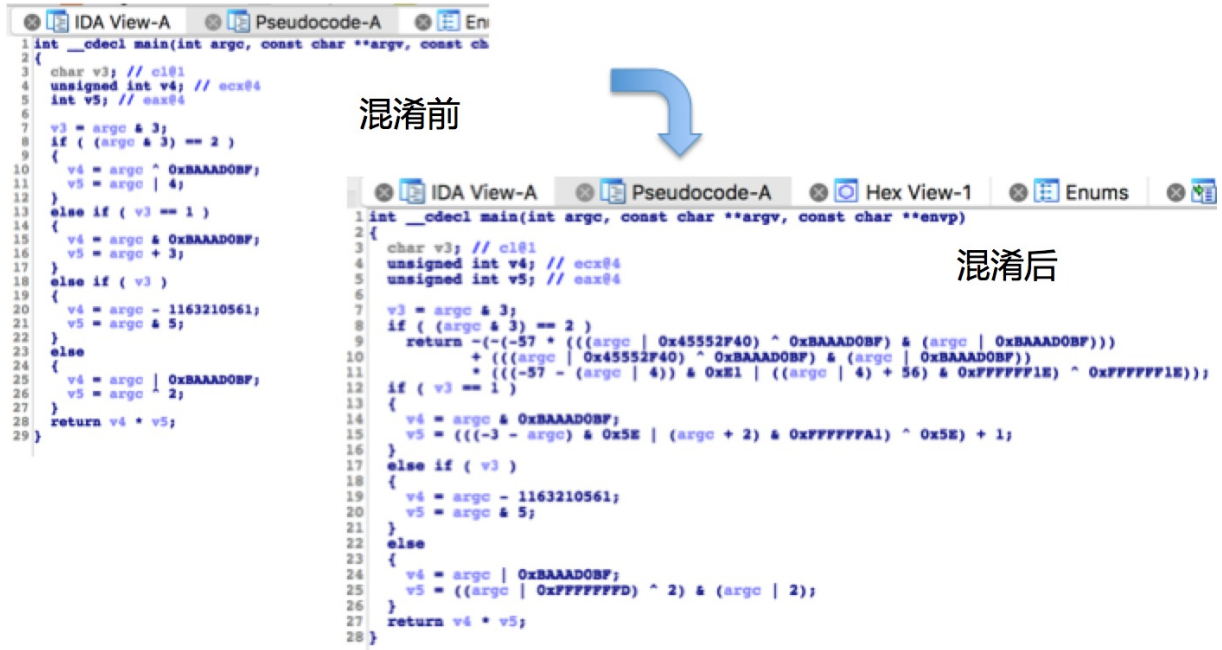 IDA View-A Pseudocode-A
1 int __cdecl main(int argc, const char **argv, const ch
2 {
3 char v3; // cl@1
4 unsigned int v4; // ecx@4
5 int v5; // eax@4
6
7 v3 = argc & 3;
8 if ( (argc & 3) == 2 )
9 {
10 v4 = argc ^ 0xBAAAD0BF;
11 v5 = argc | 4;
12 }
13 else if ( v3 == 1 )
14 {
15 v4 = argc & 0xBAAAD0BF;
16 v5 = argc + 3;
17 }
18 else if ( v3 )
19 {
20 v4 = argc - 1163210561;
21 v5 = argc & 5;
22 }
23 else
24 {
25 v4 = argc | 0xBAAAD0BF;
26 v5 = argc ^ 2;
27 }
28 return v4 * v5;
29 }
混淆前
IDA View-A Pseudocode-A Hex View-1 Enums
1 int __cdecl main(int argc, const char **argv, const char **envp)
2 {
3 char v3; // cl@1
4 unsigned int v4; // ecx@4
5 unsigned int v5; // eax@4
6
7 v3 = argc & 3;
8 if ( (argc & 3) == 2 )
9 return -(-(-57 * (((argc | 0x45552F40) ^ 0xBAAAD0BF) & (argc | 0xBAAAD0BF)))
10 + (((argc | 0x45552F40) ^ 0xBAAAD0BF) & (argc | 0xBAAAD0BF))
11 * (((-57 - (argc | 4)) & 0xE1 | ((argc | 4) + 56) & 0xFFFFFF1E) ^ 0xFFFFFF1E));
12 if ( v3 == 1 )
13 {
14 v4 = argc & 0xBAAAD0BF;
15 v5 = (((-3 - argc) & 0x5E | (argc + 2) & 0xFFFFFFA1) ^ 0x5E) + 1;
16 }
17 else if ( v3 )
18 {
19 v4 = argc - 1163210561;
20 v5 = argc & 5;
21 }
22 else
23 {
24 v4 = argc | 0xBAAAD0BF;
25 v5 = ((argc | 0xFFFFFFFD) ^ 2) & (argc | 2);
26 }
27 return v4 * v5;
28 }
混淆后